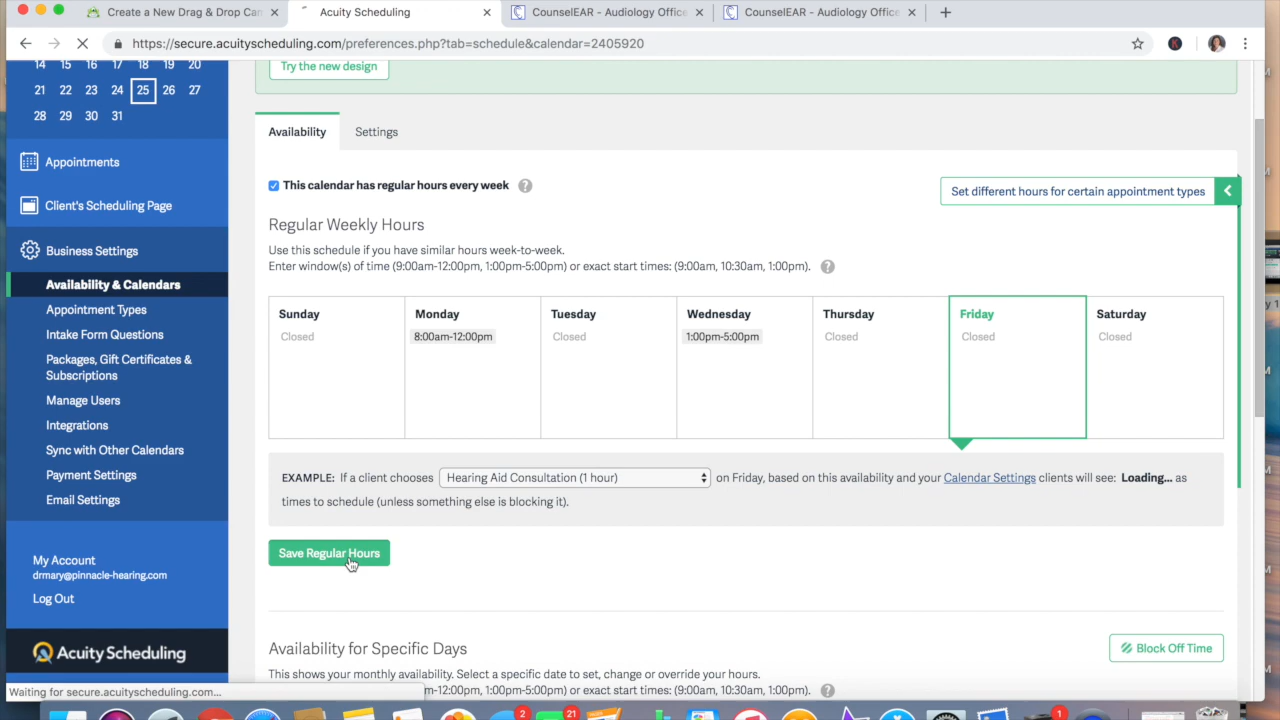 Create a New Drag & Drop Cam
Acuity Scheduling
CounselEAR - Audiology Office
CounselEAR - Audiology Office
https://secure.acuityscheduling.com/preferences.php?tab=schedule&calendar=2405920
14 15 16 17 18 19 20
21 22 23 24 25 26 27
28 29 30 31
Appointments
Client's Scheduling Page
Business Settings
Availability & Calendars
Appointment Types
Intake Form Questions
Packages, Gift Certificates &
Subscriptions
Manage Users
Integrations
Sync with Other Calendars
Payment Settings
Email Settings
My Account
drmary@pinnacle-hearing.com
Log Out
Acuity Scheduling
Waiting for secure.acuityscheduling.com...
Try the new design
Availability Settings
This calendar has regular hours every week ?
Set different hours for certain appointment types
Regular Weekly Hours
Use this schedule if you have similar hours week-to-week.
Enter window(s) of time (9:00am-12:00pm, 1:00pm-5:00pm) or exact start times: (9:00am, 10:30am, 1:00pm). ?
Sunday Monday Tuesday Wednesday Thursday Friday Saturday
Closed 8:00am-12:00pm Closed 1:00pm-5:00pm Closed Closed Closed
EXAMPLE: If a client chooses Hearing Aid Consultation (1 hour) on Friday, based on this availability and your Calendar Settings clients will see: Loading... as
times to schedule (unless something else is blocking it).
Save Regular Hours
Availability for Specific Days
Block Off Time
This shows your monthly availability. Select a specific date to set, change or override your hours.
m-12:00pm, 1:00pm-5:00pm) or exact start times: (9:00am, 10:30am, 1:00pm). ?
2 21 1